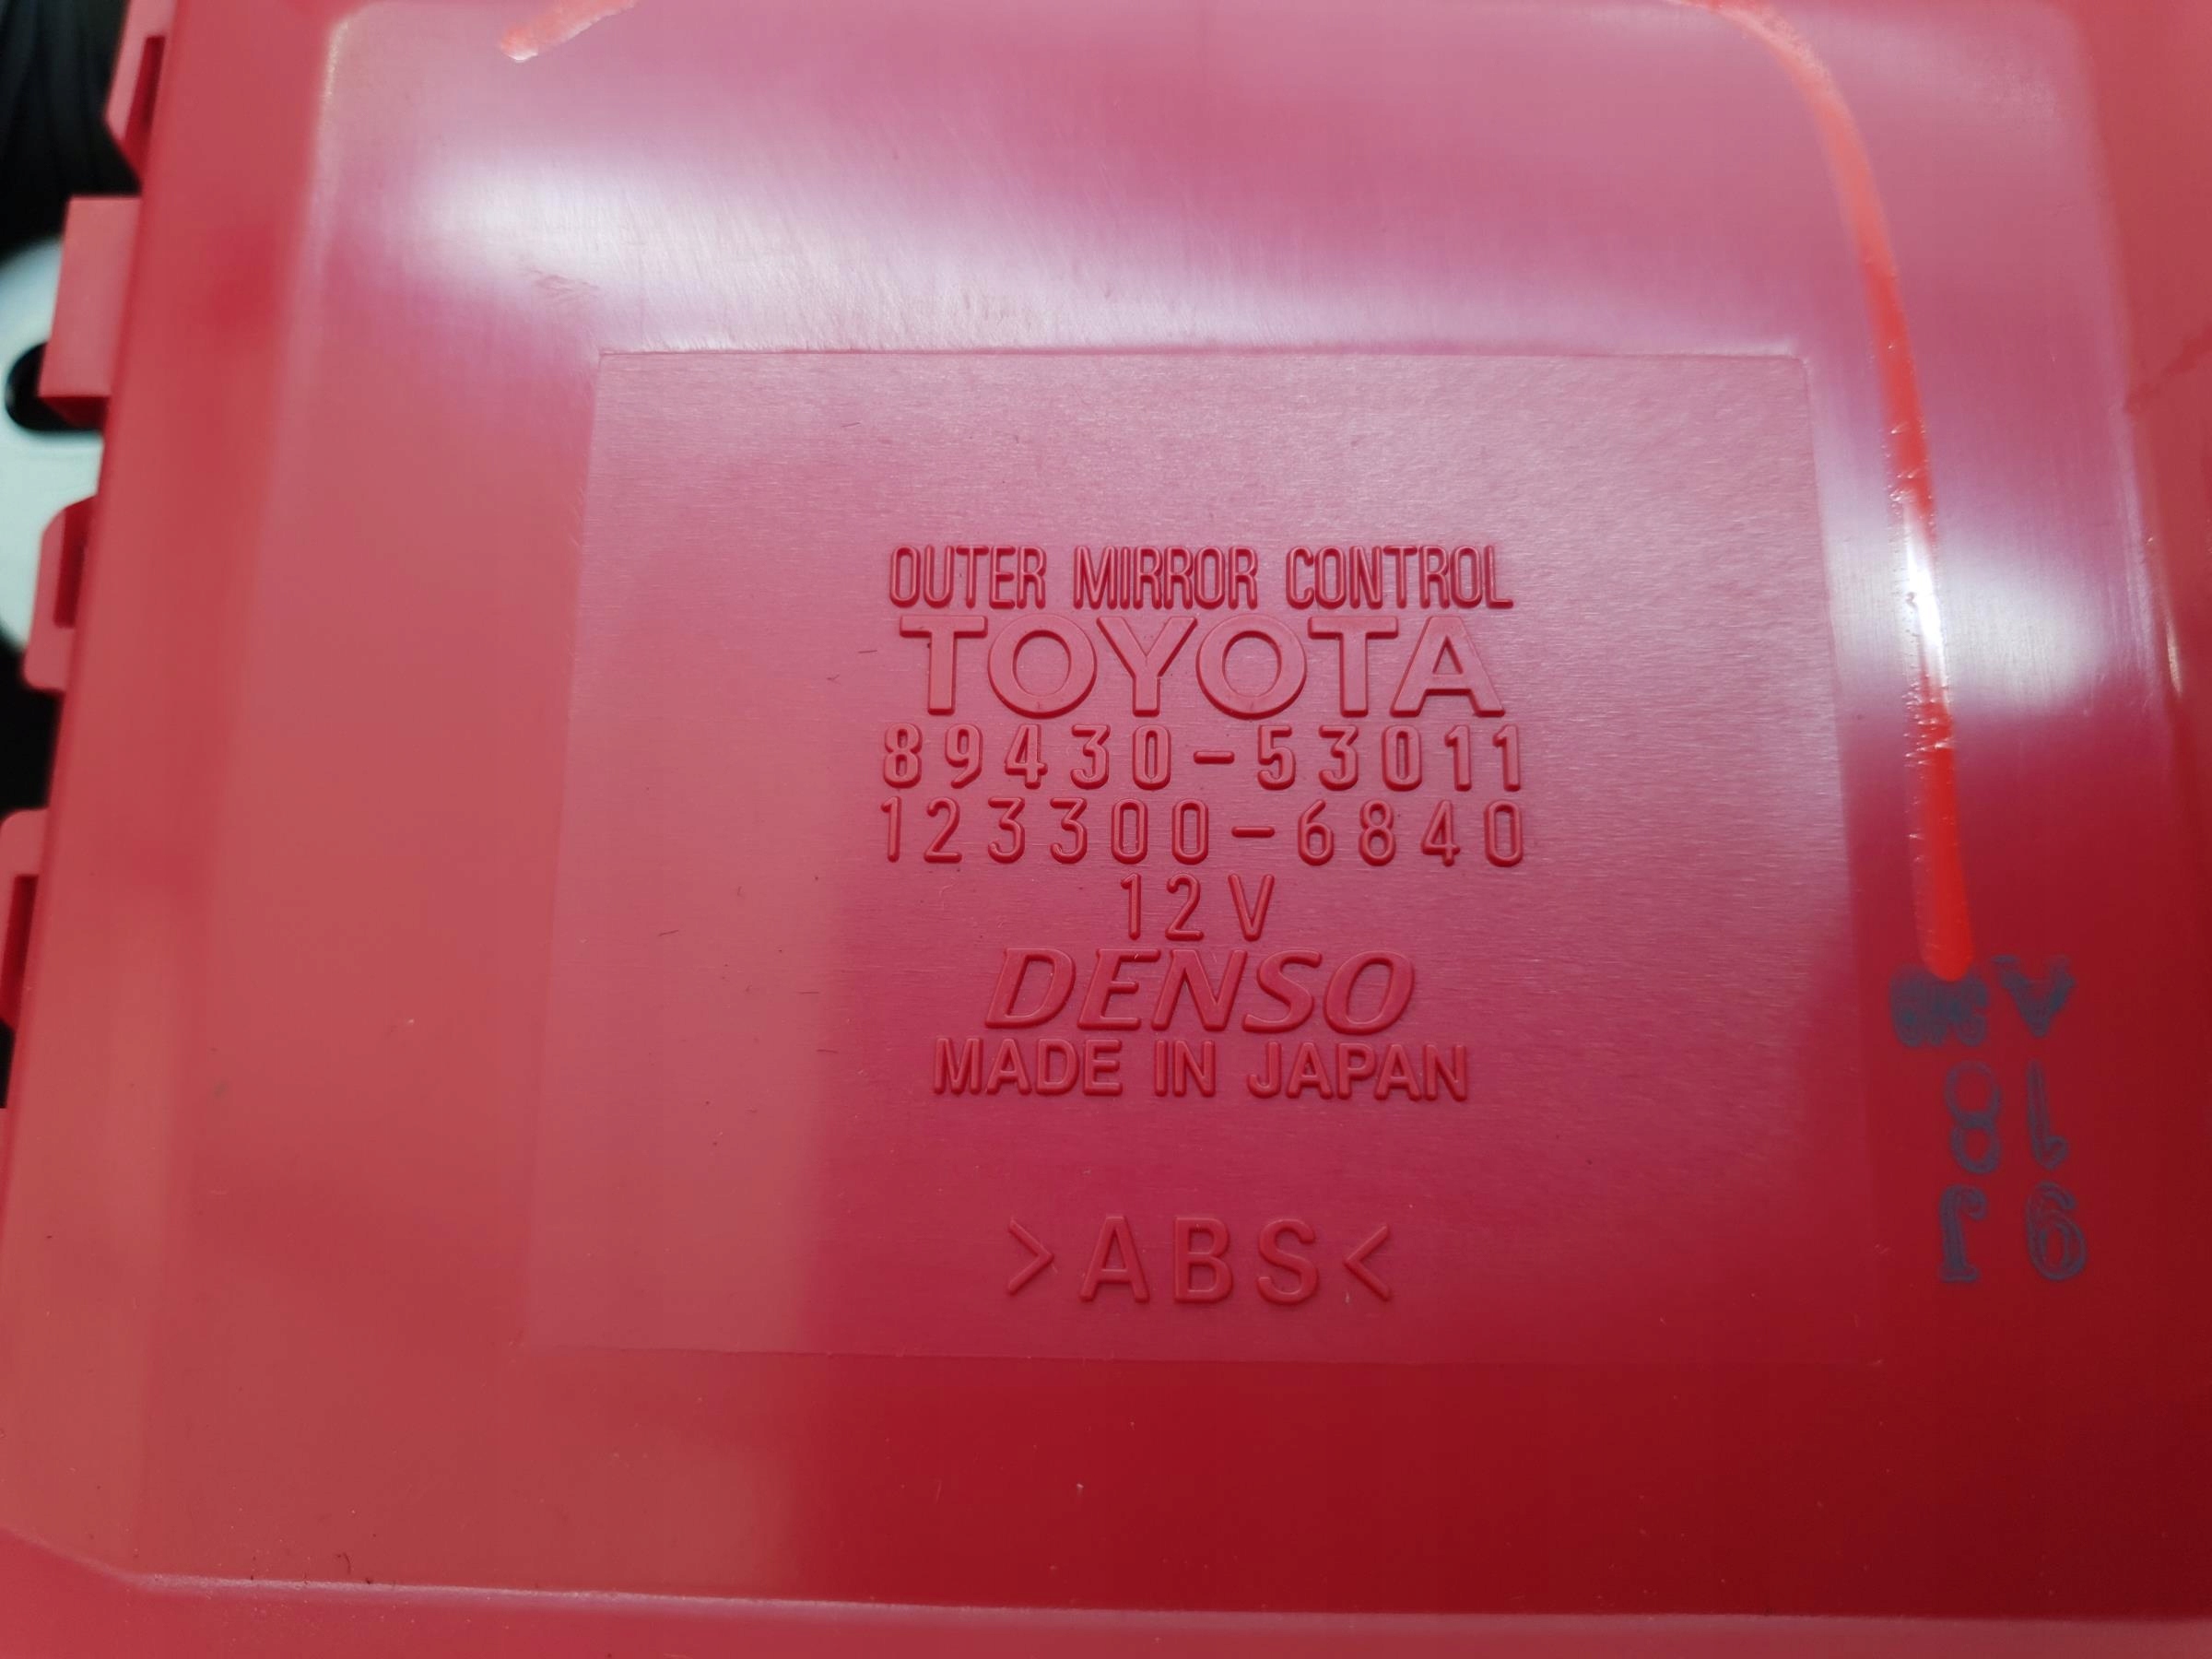 OUTER MIRROR CONTROL
TOYOTA
89430-53011
123300-6840
12V
DENSO
MADE IN JAPAN
>ABS<